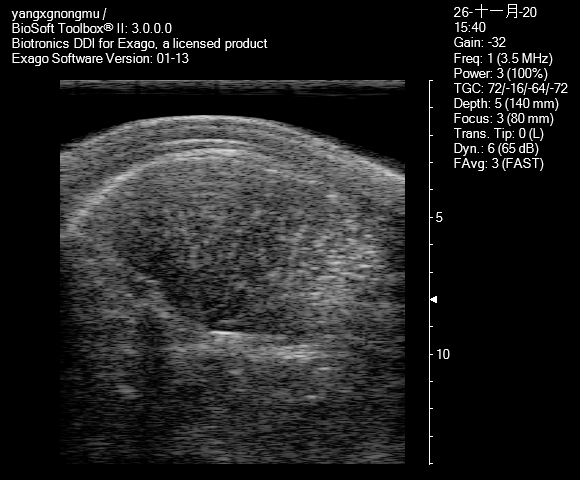 yangxgnongmu /
BioSoft Toolbox® II: 3.0.0.0
Biotronics DDI for Exago, a licensed product
Exago Software Version: 01-13
26-十一月-20
15:40
Gain: -32
Freq: 1 (3.5 MHz)
Power: 3 (100%)
TGC: 72/-16/-64/-72
Depth: 5 (140 mm)
Focus: 3 (80 mm)
Trans. Tip: 0 (L)
Dyn.: 6 (65 dB)
FAvg: 3 (FAST)
5
10